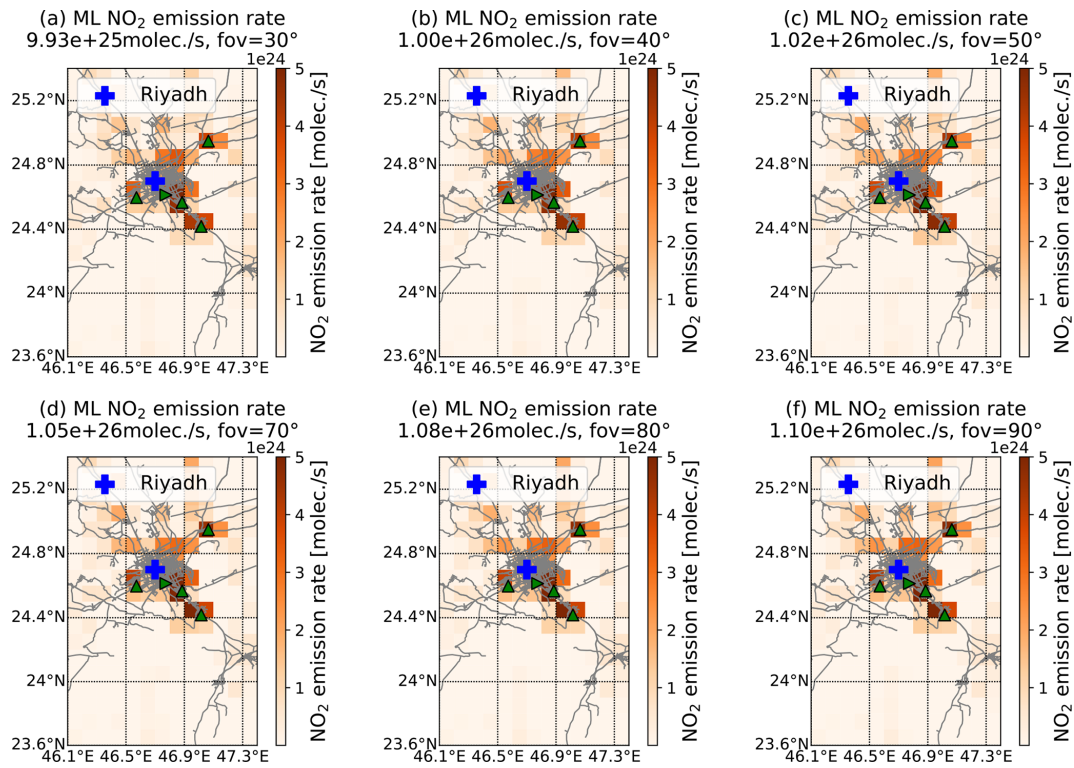 (a) ML NO₂ emission rate
9.93e+25molec./s, fov=30°
1e24
25.2°N
24.8°N
24.4°N
24°N
23.6°N
46.1°E 46.5°E 46.9°E 47.3°E
Riyadh
5
4
3
2
1
NO₂ emission rate [molec./s]
(b) ML NO₂ emission rate
1.00e+26molec./s, fov=40°
1e24
25.2°N
24.8°N
24.4°N
24°N
23.6°N
46.1°E 46.5°E 46.9°E 47.3°E
Riyadh
5
4
3
2
1
NO₂ emission rate [molec./s]
(c) ML NO₂ emission rate
1.02e+26molec./s, fov=50°
1e24
25.2°N
24.8°N
24.4°N
24°N
23.6°N
46.1°E 46.5°E 46.9°E 47.3°E
Riyadh
5
4
3
2
1
NO₂ emission rate [molec./s]
(d) ML NO₂ emission rate
1.05e+26molec./s, fov=70°
1e24
25.2°N
24.8°N
24.4°N
24°N
23.6°N
46.1°E 46.5°E 46.9°E 47.3°E
Riyadh
5
4
3
2
1
NO₂ emission rate [molec./s]
(e) ML NO₂ emission rate
1.08e+26molec./s, fov=80°
1e24
25.2°N
24.8°N
24.4°N
24°N
23.6°N
46.1°E 46.5°E 46.9°E 47.3°E
Riyadh
5
4
3
2
1
NO₂ emission rate [molec./s]
(f) ML NO₂ emission rate
1.10e+26molec./s, fov=90°
1e24
25.2°N
24.8°N
24.4°N
24°N
23.6°N
46.1°E 46.5°E 46.9°E 47.3°E
Riyadh
5
4
3
2
1
NO₂ emission rate [molec./s]